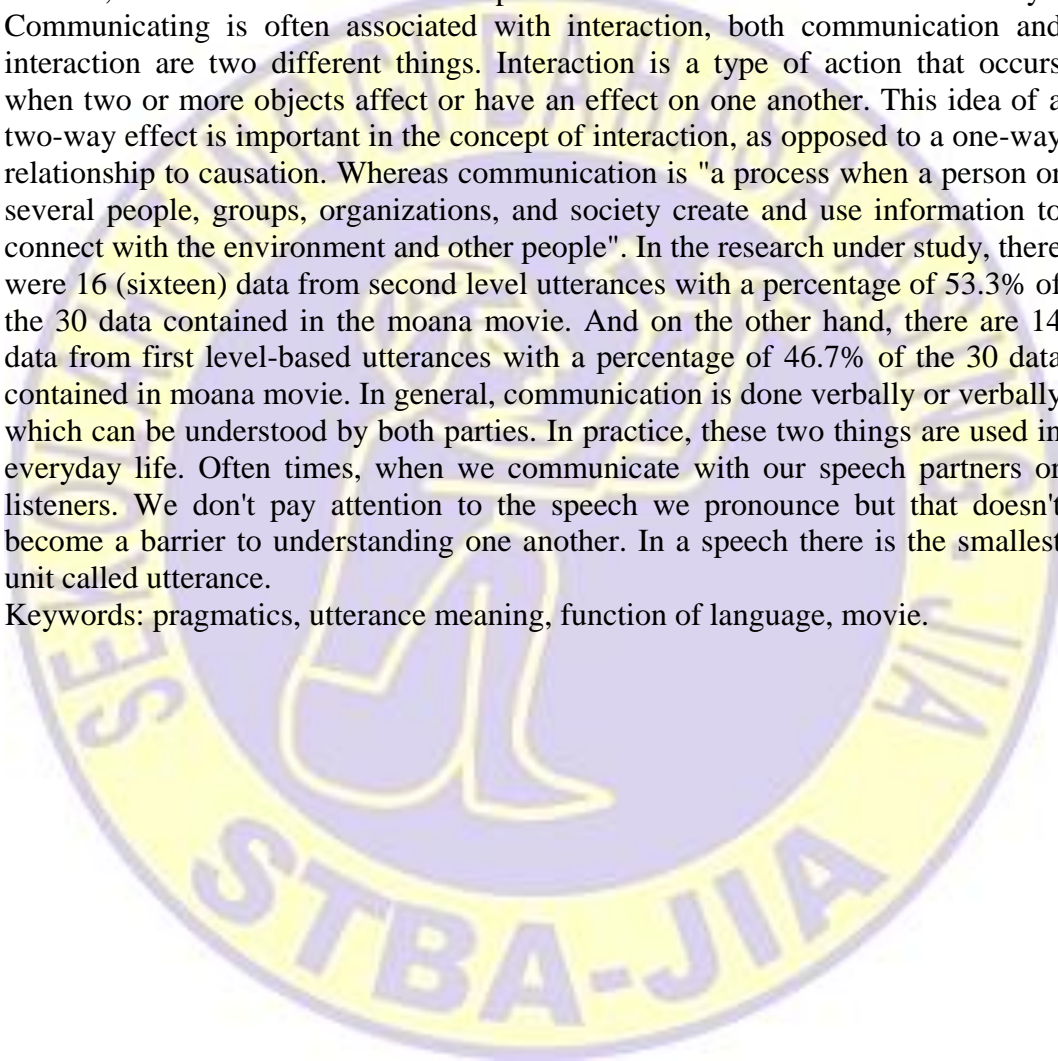 Communicating is often associated with interaction, both communication and
interaction are two different things. Interaction is a type of action that occurs
when two or more objects affect or have an effect on one another. This idea of a
two-way effect is important in the concept of interaction, as opposed to a one-way
relationship to causation. Whereas communication is "a process when a person or
several people, groups, organizations, and society create and use information to
connect with the environment and other people". In the research under study, there
were 16 (sixteen) data from second level utterances with a percentage of 53.3% of
the 30 data contained in the moana movie. And on the other hand, there are 14
data from first level-based utterances with a percentage of 46.7% of the 30 data
contained in moana movie. In general, communication is done verbally or verbally
which can be understood by both parties. In practice, these two things are used in
everyday life. Often times, when we communicate with our speech partners or
listeners. We don't pay attention to the speech we pronounce but that doesn't
become a barrier to understanding one another. In a speech there is the smallest
unit called utterance.
Keywords: pragmatics, utterance meaning, function of language, movie.
STBA-JIA